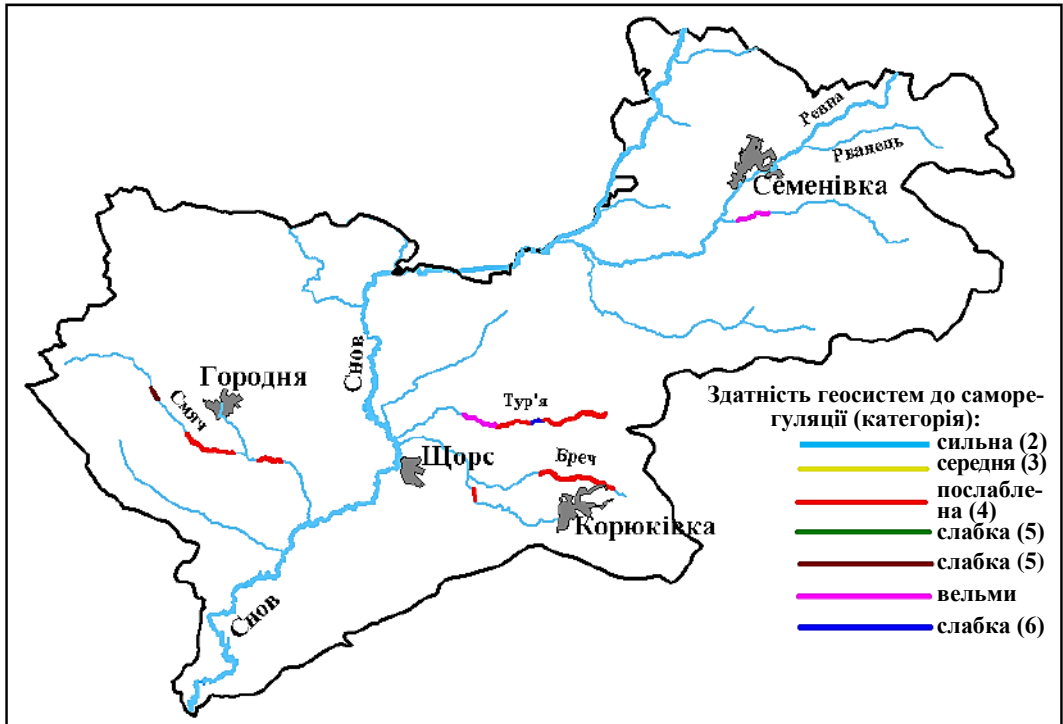 Ревна
Рванець
Семенівка
Снов
Городня
Смяч
Тур'я
Щорс
Бреч
Корюківка
Снов
Здатність геосистем до саморе-
гуляції (категорія):
сильна (2)
середня (3)
послабле-
на (4)
слабка (5)
слабка (5)
вельми
слабка (6)